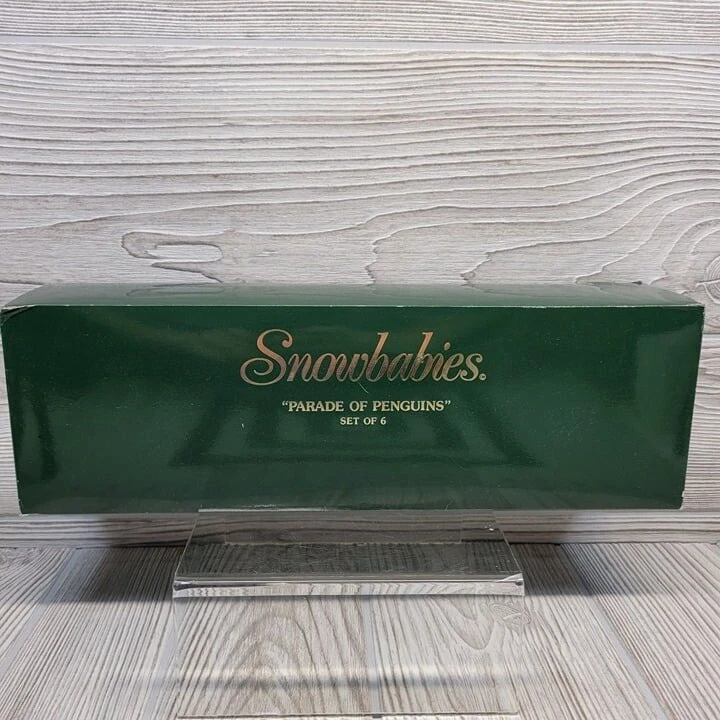 Snowbabies.©
“PARADE OF PENGUINS”
SET OF 6